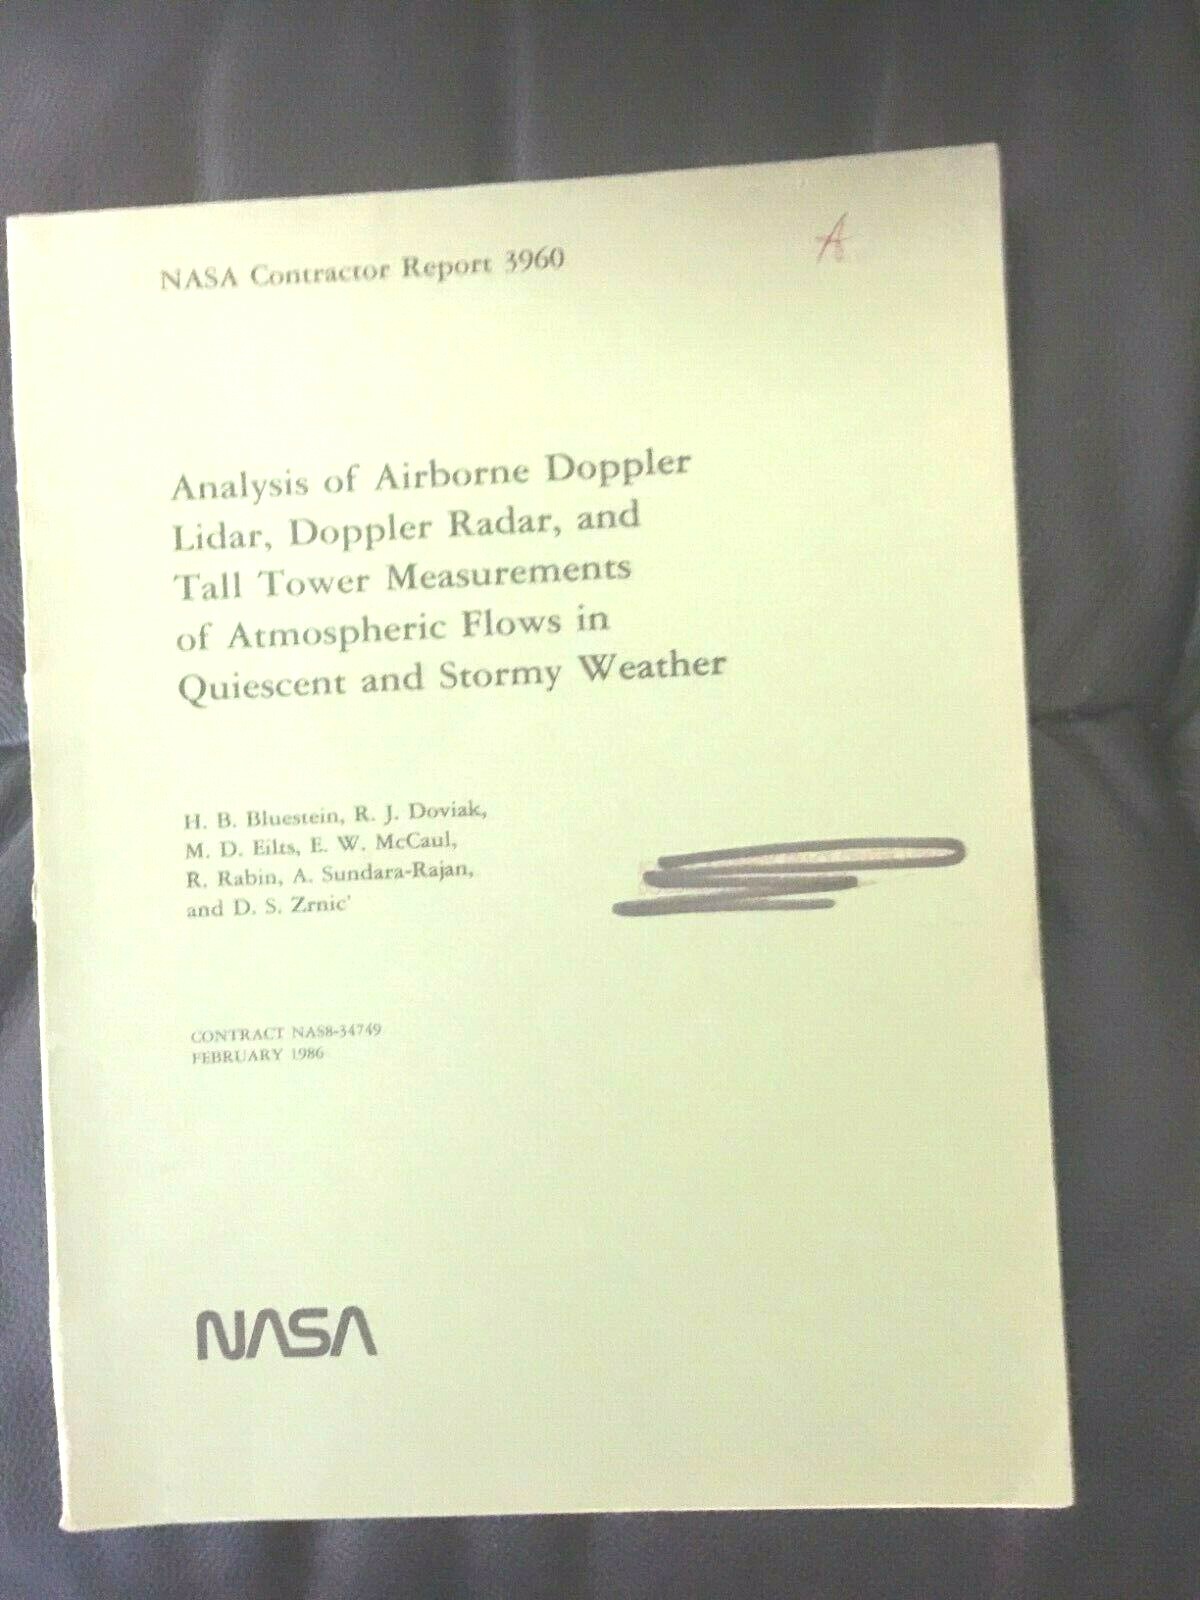 NASA Contractor Report 3960
A
Analysis of Airborne Doppler
Lidar, Doppler Radar, and
Tall Tower Measurements
of Atmospheric Flows in
Quiescent and Stormy Weather
H. B. Bluestein, R. J. Doviak,
M. D. Eilts, E. W. McCaul,
R. Rabin, A. Sundara-Rajan,
and D. S. Zrnic'
CONTRACT NAS8-34749
FEBRUARY 1986
NASA